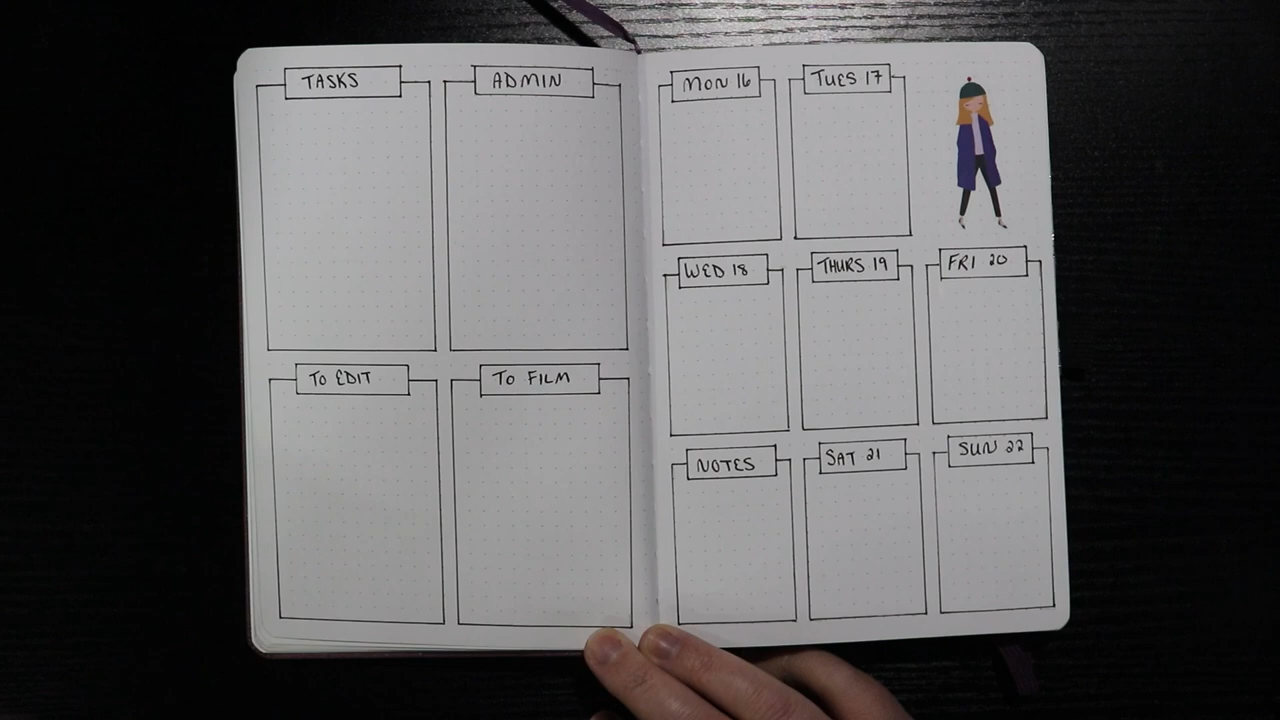 TASKS
ADMIN
TO EDIT
TO FILM
MON 16
TUES 17
WED 18
THURS 19
FRI 20
NOTES
SAT 21
SUN 22